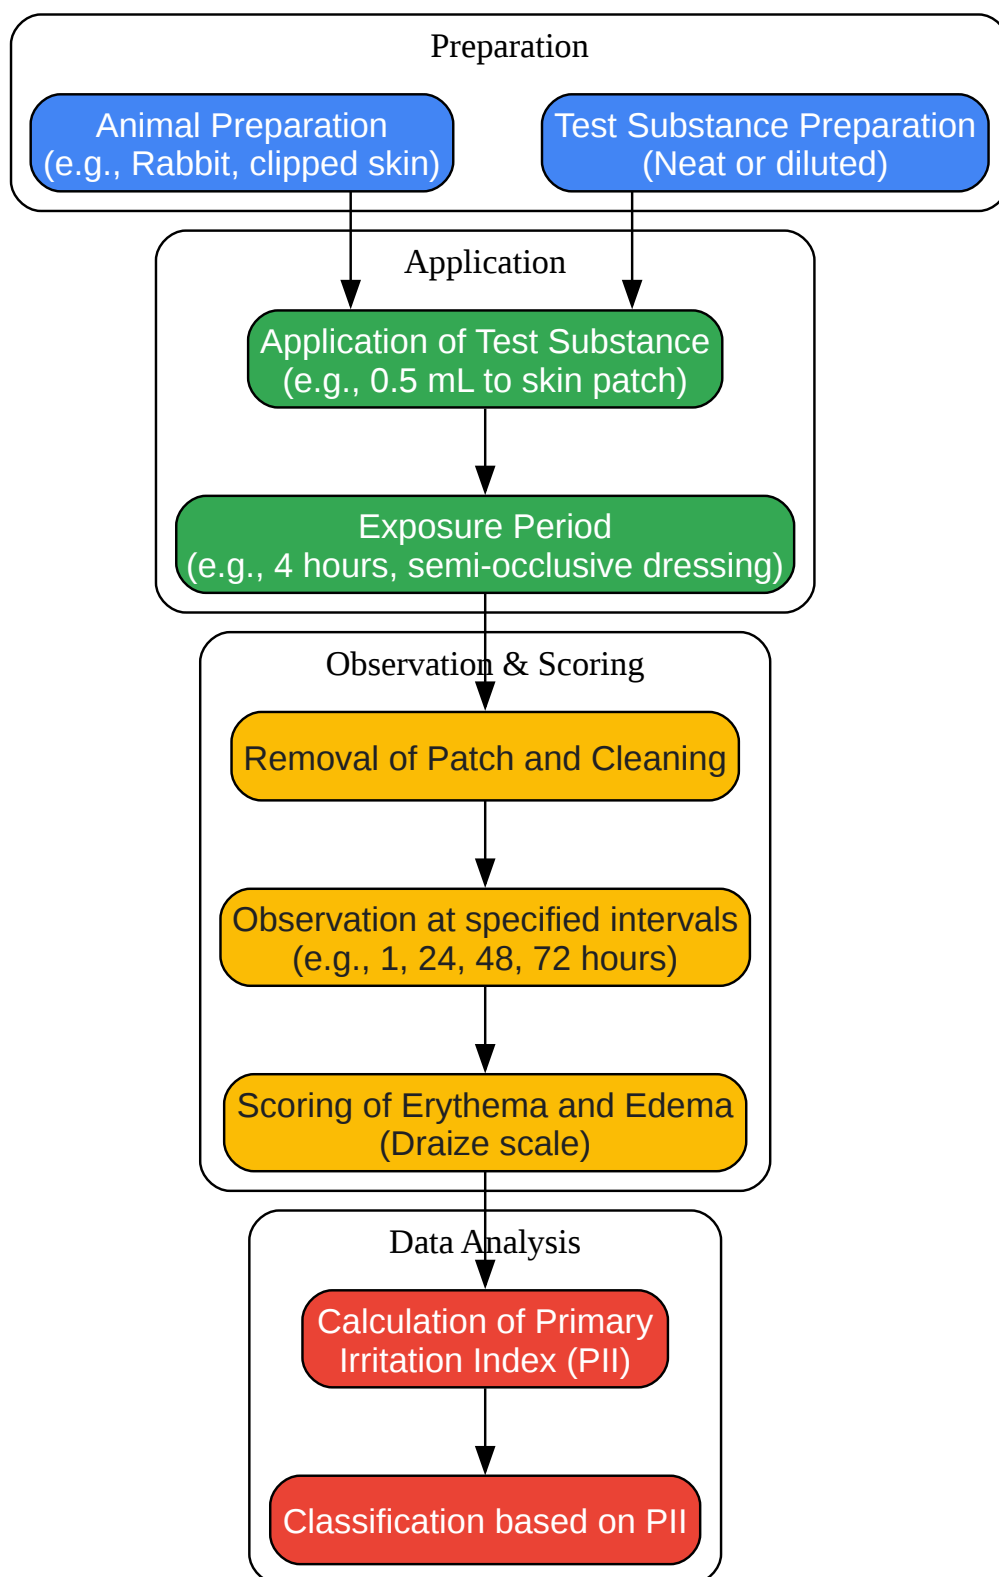 Preparation
Animal Preparation
(e.g., Rabbit, clipped skin)
Test Substance Preparation
(Neat or diluted)
Application
Application of Test Substance
(e.g., 0.5 mL to skin patch)
Exposure Period
(e.g., 4 hours, semi-occlusive dressing)
Observation & Scoring
Removal of Patch and Cleaning
Observation at specified intervals
(e.g., 1, 24, 48, 72 hours)
Scoring of Erythema and Edema
(Draize scale)
Data Analysis
Calculation of Primary
Irritation Index (PII)
Classification based on PII